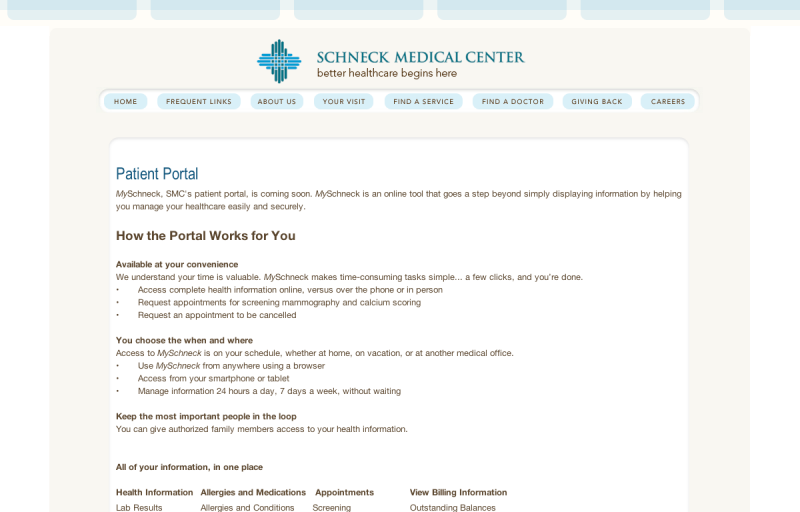 SCHNECK MEDICAL CENTER
better healthcare begins here
HOME FREQUENT LINKS ABOUT US YOUR VISIT FIND A SERVICE FIND A DOCTOR GIVING BACK CAREERS
Patient Portal
MySchneck, SMC's patient portal, is coming soon. MySchneck is an online tool that goes a step beyond simply displaying information by helping
you manage your healthcare easily and securely.
How the Portal Works for You
Available at your convenience
We understand your time is valuable. MySchneck makes time-consuming tasks simple... a few clicks, and you're done.
• Access complete health information online, versus over the phone or in person
• Request appointments for screening mammography and calcium scoring
• Request an appointment to be cancelled
You choose the when and where
Access to MySchneck is on your schedule, whether at home, on vacation, or at another medical office.
• Use MySchneck from anywhere using a browser
• Access from your smartphone or tablet
• Manage information 24 hours a day, 7 days a week, without waiting
Keep the most important people in the loop
You can give authorized family members access to your health information.
All of your information, in one place
Health Information Allergies and Medications Appointments View Billing Information
Lab Results Allergies and Conditions Screening Outstanding Balances